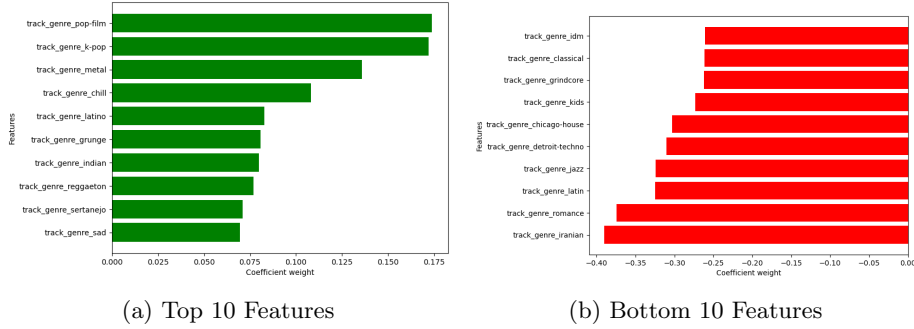 track_genre_pop-film
track_genre_k-pop
track_genre_metal
track_genre_chill
track_genre_latino
track_genre_grunge
track_genre_indian
track_genre_reggaeton
track_genre_sertanejo
track_genre_sad
Features
0.000 0.025 0.050 0.075 0.100 0.125 0.150 0.175
Coefficient weight
(a) Top 10 Features
track_genre_idm
track_genre_classical
track_genre_grindcore
track_genre_kids
track_genre_chicago-house
track_genre_detroit-techno
track_genre_jazz
track_genre_latin
track_genre_romance
track_genre_iranian
Features
−0.40 −0.35 −0.30 −0.25 −0.20 −0.15 −0.10 −0.05 0.00
Coefficient weight
(b) Bottom 10 Features